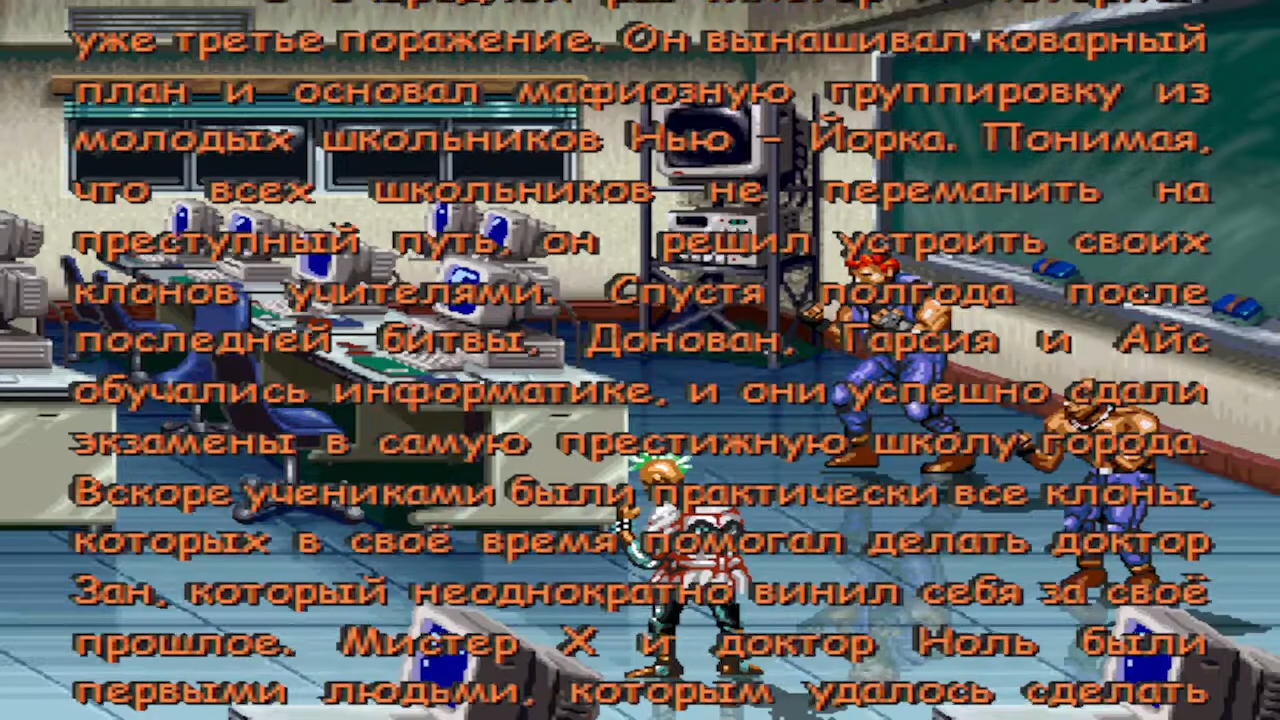 раз Мистер Х
уже третье поражение. Он вынашивал коварный
план и основал мафиозную группировку из
молодых школьников Нью - Йорка. Понимая,
что всех школьников не переманить на
преступный путь, он решил устроить своих
клонов учителями. Спустя полгода после
последней битвы, Донован, Гарсия и Айс
обучались информатике, и они успешно сдали
экзамены в самую престижную школу города.
Вскоре учениками были практически все клоны,
которых в своё время помогал делать доктор
Зан, который неоднократно винил себя за своё
прошлое. Мистер Х и доктор Ноль были
первыми людьми, которым удалось сделать